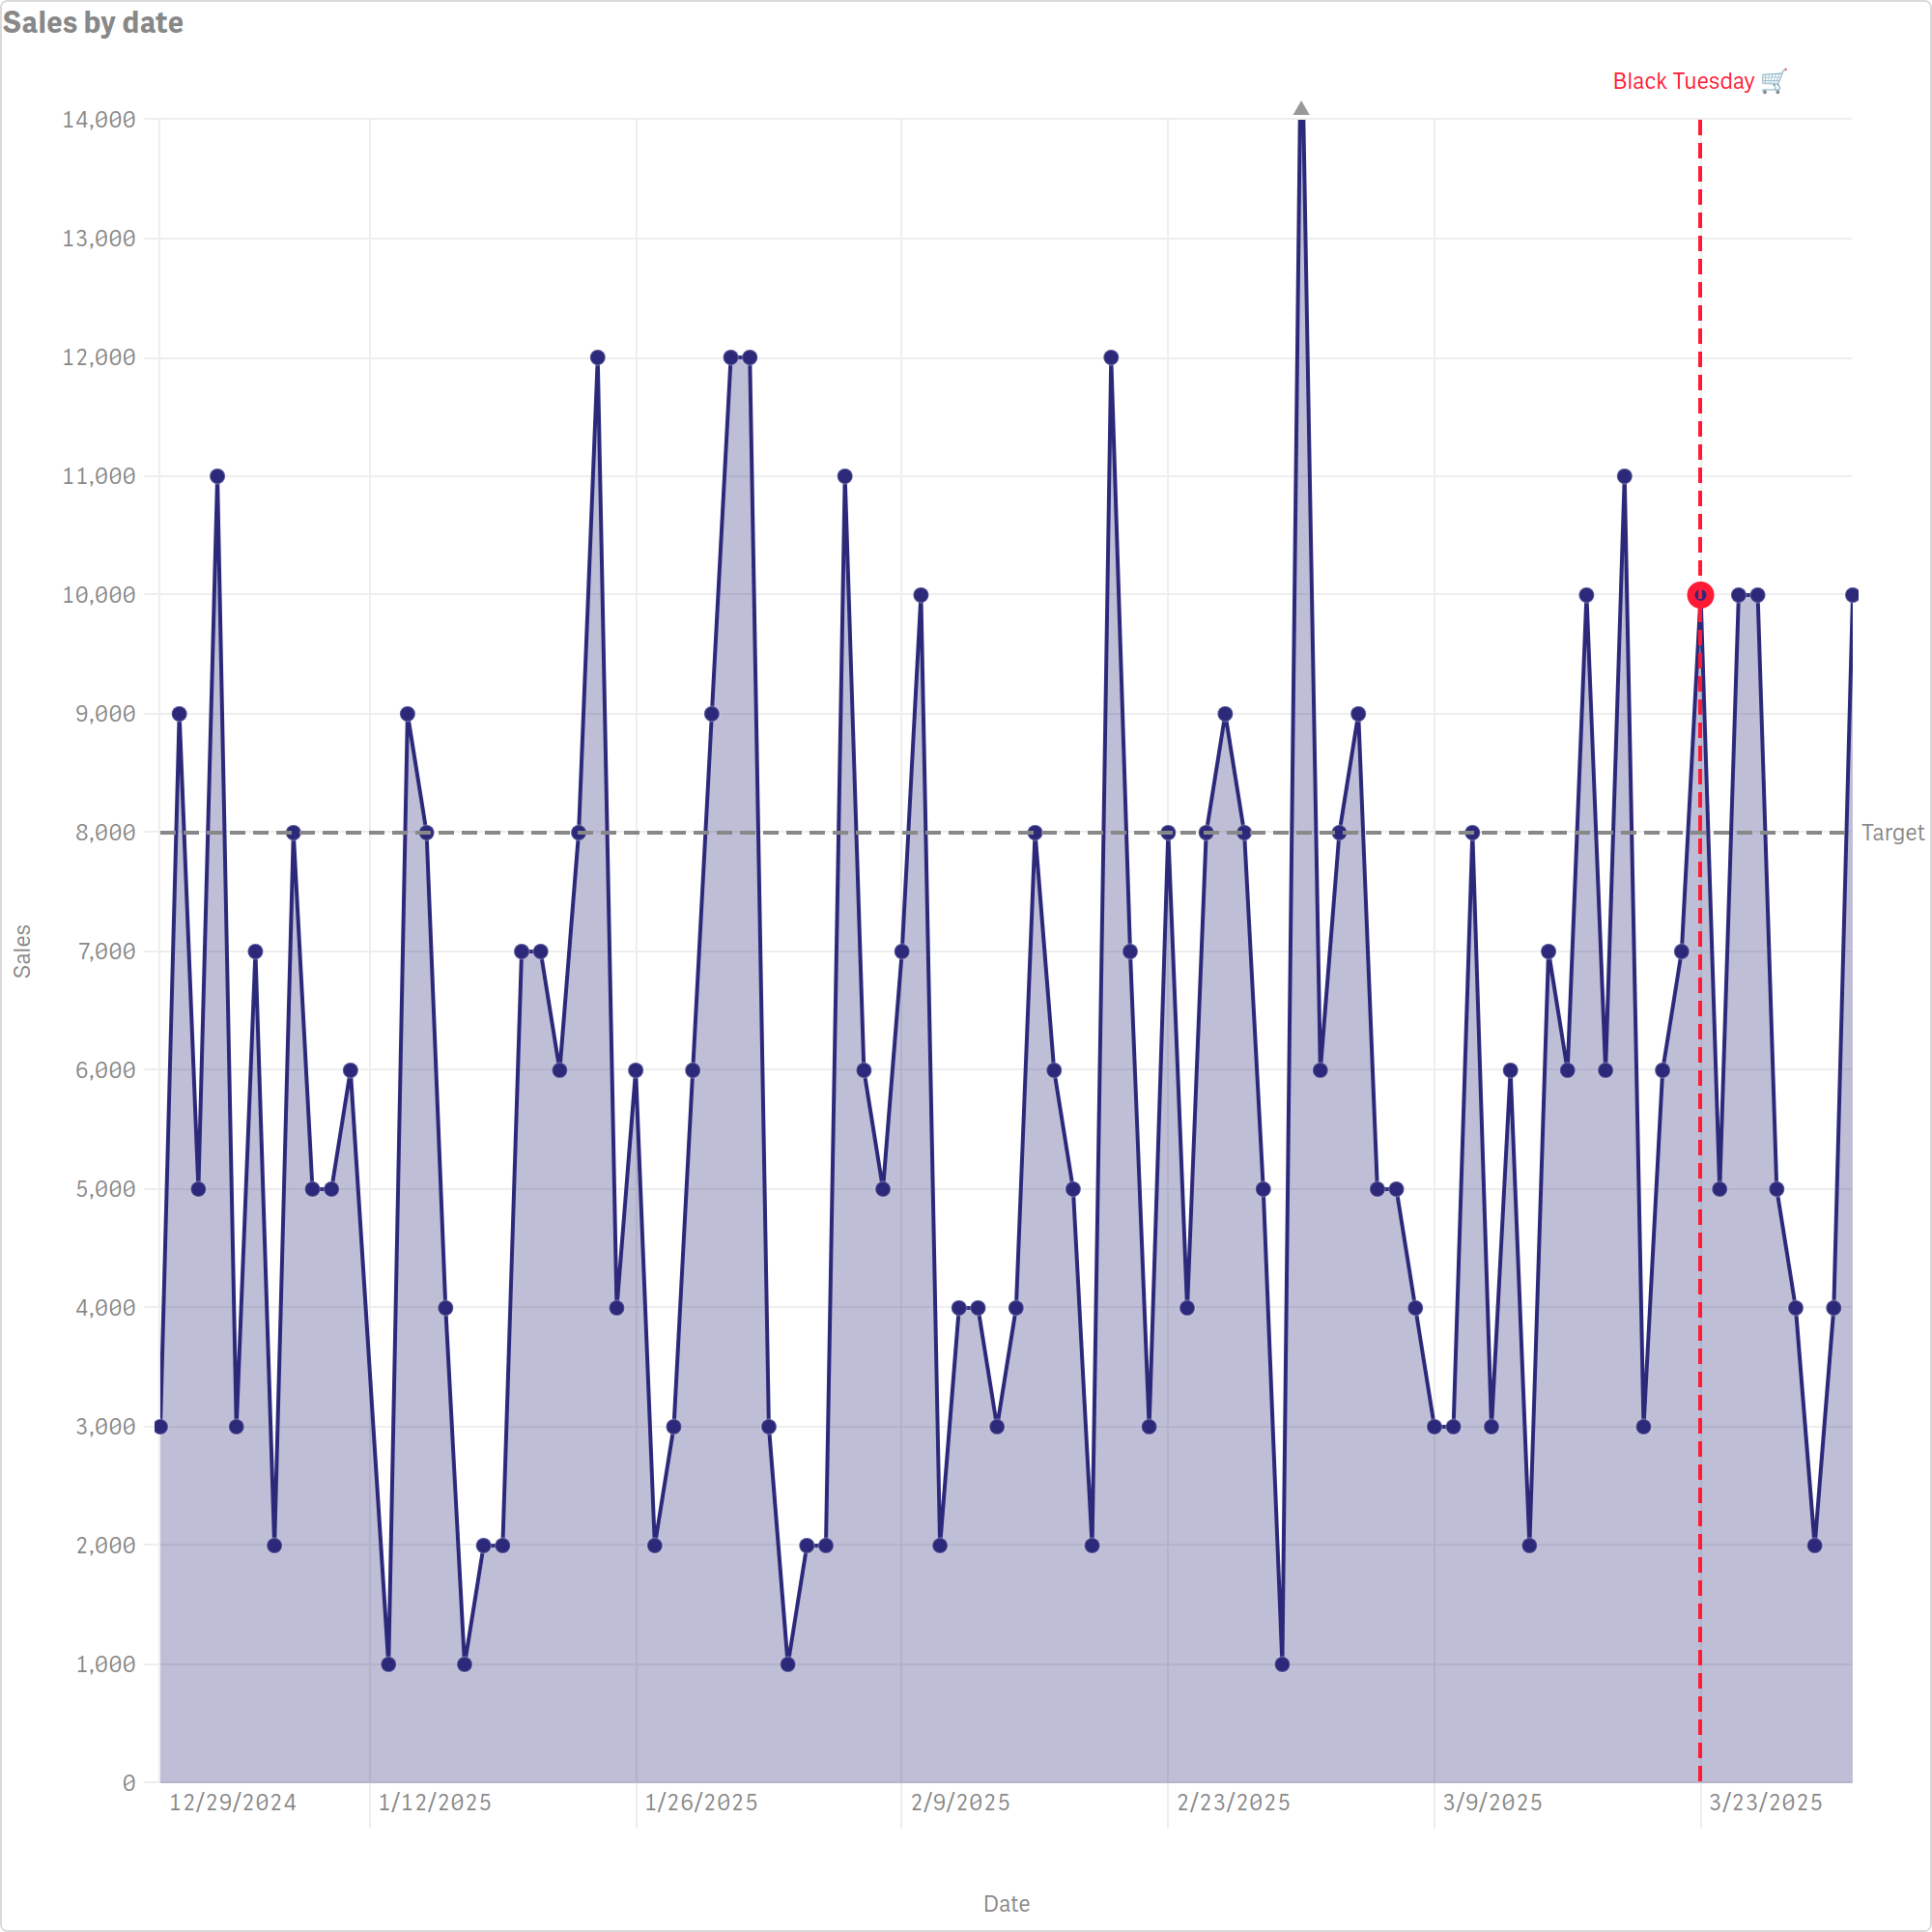 Sales by date
Black Tuesday 🛒
14,000
13,000
12,000
11,000
10,000
9,000
8,000
Target
7,000
Sales
6,000
5,000
4,000
3,000
2,000
1,000
0
12/29/2024 1/12/2025 1/26/2025 2/9/2025 2/23/2025 3/9/2025 3/23/2025
Date